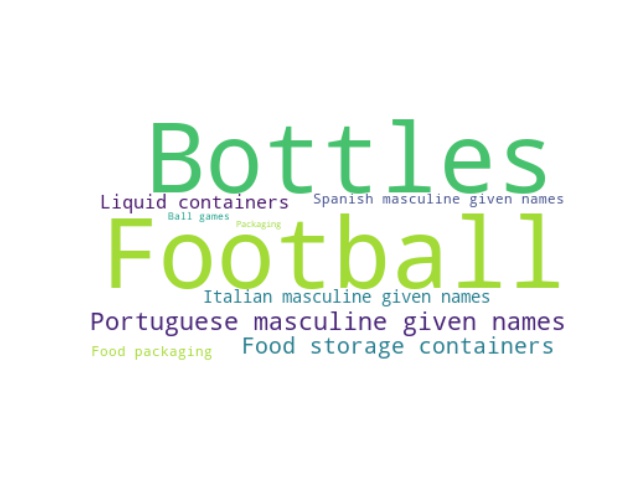 Bottles
Liquid containers
Spanish masculine given names
Ball games
Packaging
Football
Italian masculine given names
Portuguese masculine given names
Food packaging
Food storage containers